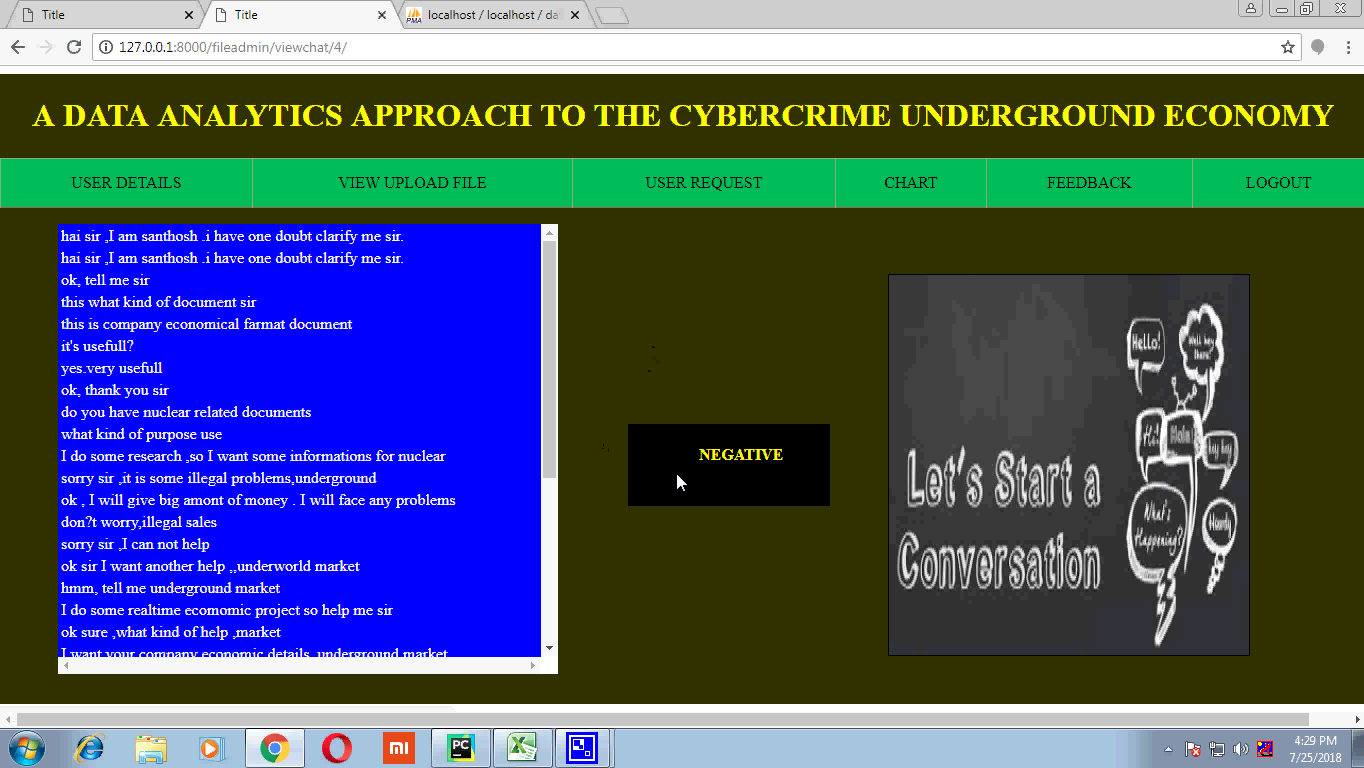 Title
Title
localhost / localhost / da
127.0.0.1:8000/fileadmin/viewchat/4/
A DATA ANALYTICS APPROACH TO THE CYBERCRIME UNDERGROUND ECONOMY
USER DETAILS
VIEW UPLOAD FILE
USER REQUEST
CHART
FEEDBACK
LOGOUT
hai sir ,I am santhosh .i have one doubt clarify me sir.
hai sir ,I am santhosh .i have one doubt clarify me sir.
ok, tell me sir
this what kind of document sir
this is company economical farmat document
it's usefull?
yes.very usefull
ok, thank you sir
do you have nuclear related documents
what kind of purpose use
I do some research ,so I want some informations for nuclear
sorry sir ,it is some illegal problems,underground
ok , I will give big amont of money . I will face any problems
don?t worry,illegal sales
sorry sir ,I can not help
ok sir I want another help ,,underworld market
hmm, tell me underground market
I do some realtime ecomomic project so help me sir
ok sure ,what kind of help ,market
I want your company economic details, underground market
NEGATIVE
Hello!
Well hey there!
Hi!
Hola!
hey hey
What's
Happening?
Howdy
Let's Start a
Conversation
PMA
mi
PC
4:29 PM
7/25/2018